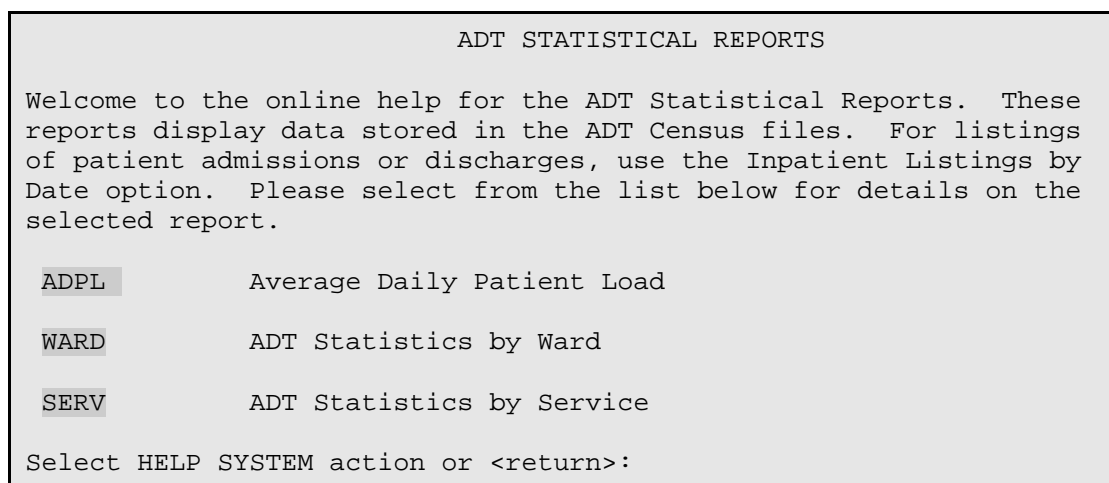 ADT STATISTICAL REPORTS
Welcome to the online help for the ADT Statistical Reports.  These
reports display data stored in the ADT Census files.  For listings
of patient admissions or discharges, use the Inpatient Listings by
Date option.  Please select from the list below for details on the
selected report.
ADPL Average Daily Patient Load
WARD ADT Statistics by Ward
SERV ADT Statistics by Service
Select HELP SYSTEM action or <return>: